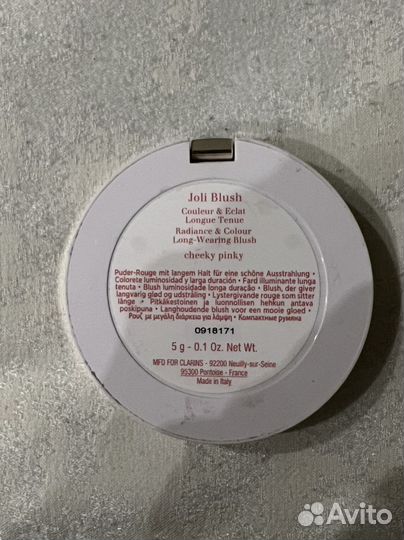 Joli Blush
Couleur & Eclat
Longue Tenue
Radiance & Colour
Long-Wearing Blush
cheeky pinky
Puder-Rouge mit langem Halt für eine schöne Ausstrahlung •
Colorete luminosidad y larga duración • Fard illuminante lunga
tenuta • Blush luminosidade longa duração • Blush, der giver
langvarig glød og udstråling • Lystergivande rouge som sitter
länge • Pitkäkestoinen ja luonnollisen hehkun antava
poskipuna • Langhoudende blush voor een mooie gloed •
Ρουζ με μεγάλη διάρκεια για λάμψη • Компактные румяна
0918171
5 g - 0.1 Oz. Net Wt.
MFD FOR CLARINS - 92200 Neuilly-sur-Seine
95300 Pontoise - France
Made in Italy
Avito